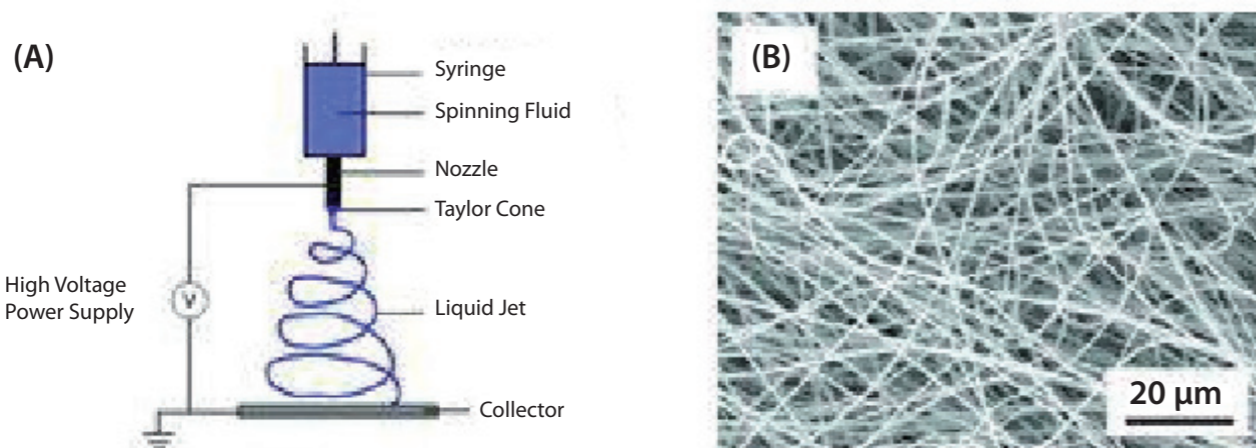 (A)
Syringe
Spinning Fluid
Nozzle
Taylor Cone
High Voltage
Power Supply
V
Liquid Jet
Collector
(B)
20 µm